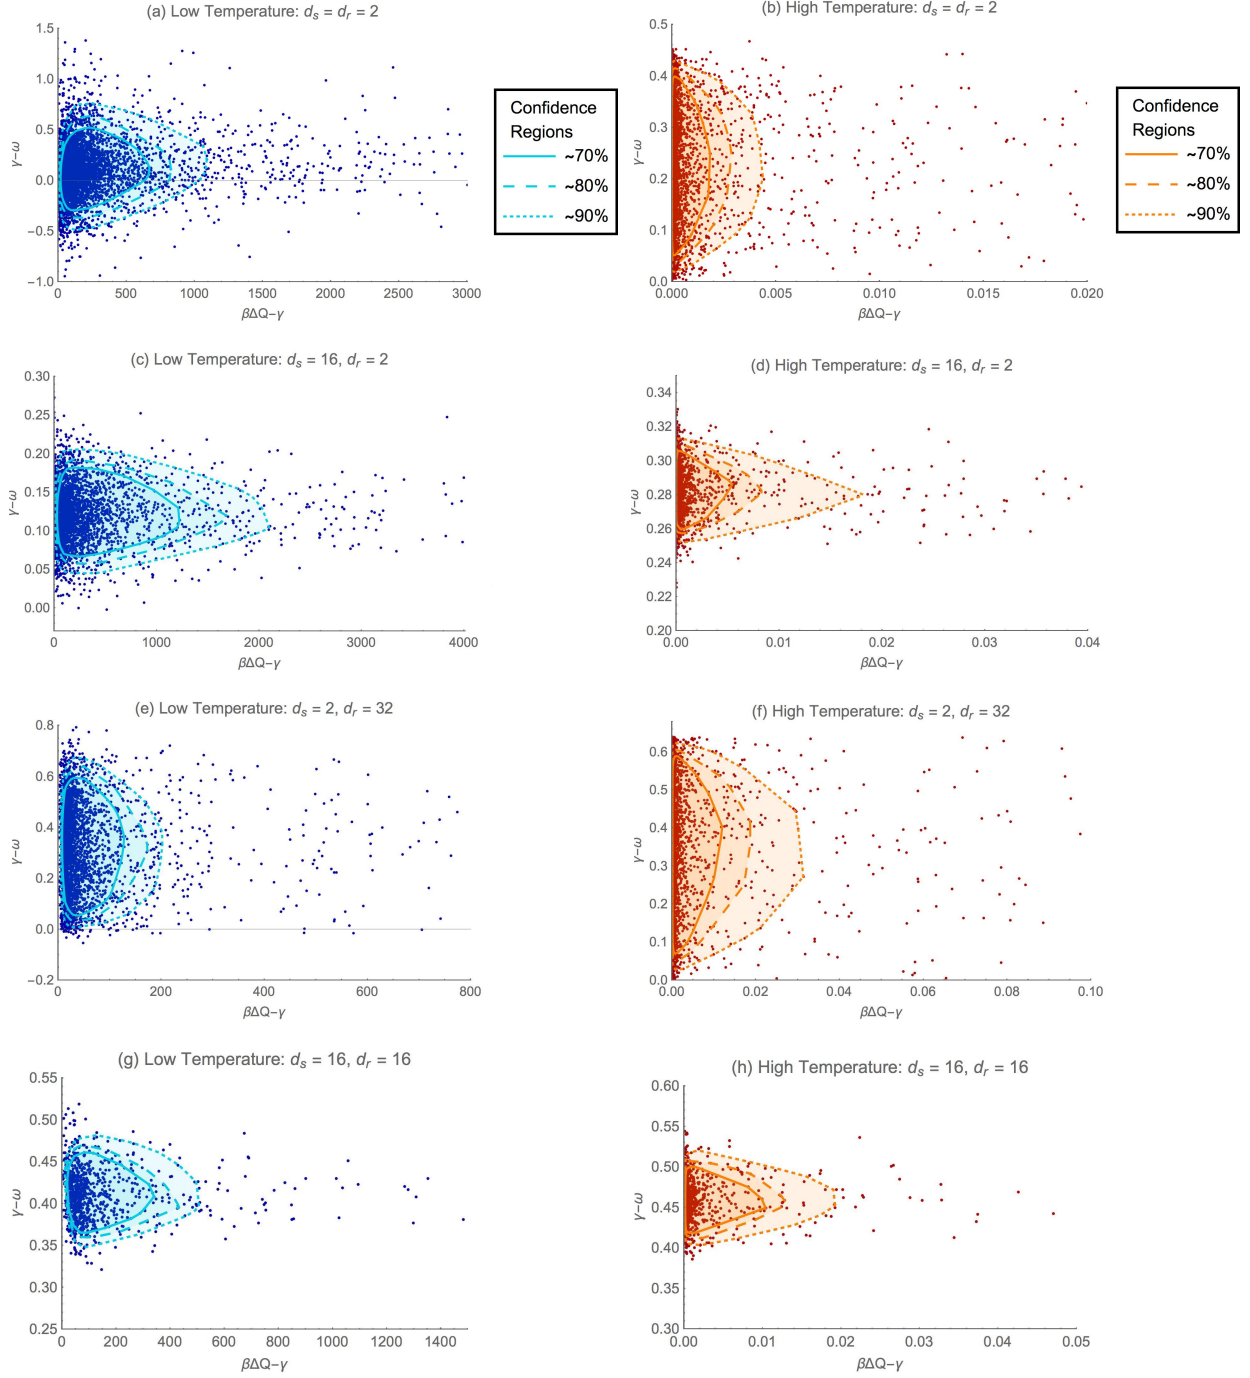 (a) Low Temperature: ds = dr = 2
1.5
1.0
0.5
0.0
−0.5
−1.0
γ−ω
0 500 1000 1500 2000 2500 3000
βΔQ−γ
Confidence
Regions
~70%
~80%
~90%
(b) High Temperature: ds = dr = 2
0.5
0.4
0.3
0.2
0.1
0.0
γ−ω
0.000 0.005 0.010 0.015 0.020
βΔQ−γ
Confidence
Regions
~70%
~80%
~90%
(c) Low Temperature: ds = 16, dr = 2
0.30
0.25
0.20
0.15
0.10
0.05
0.00
γ−ω
0 1000 2000 3000 4000
βΔQ−γ
(d) High Temperature: ds = 16, dr = 2
0.34
0.32
0.30
0.28
0.26
0.24
0.22
0.20
γ−ω
0.00 0.01 0.02 0.03 0.04
βΔQ−γ
(e) Low Temperature: ds = 2, dr = 32
0.8
0.6
0.4
0.2
0.0
−0.2
γ−ω
0 200 400 600 800
βΔQ−γ
(f) High Temperature: ds = 2, dr = 32
0.6
0.5
0.4
0.3
0.2
0.1
0.0
γ−ω
0.00 0.02 0.04 0.06 0.08 0.10
βΔQ−γ
(g) Low Temperature: ds = 16, dr = 16
0.55
0.50
0.45
0.40
0.35
0.30
0.25
γ−ω
0 200 400 600 800 1000 1200 1400
βΔQ−γ
(h) High Temperature: ds = 16, dr = 16
0.60
0.55
0.50
0.45
0.40
0.35
0.30
γ−ω
0.00 0.01 0.02 0.03 0.04 0.05
βΔQ−γ